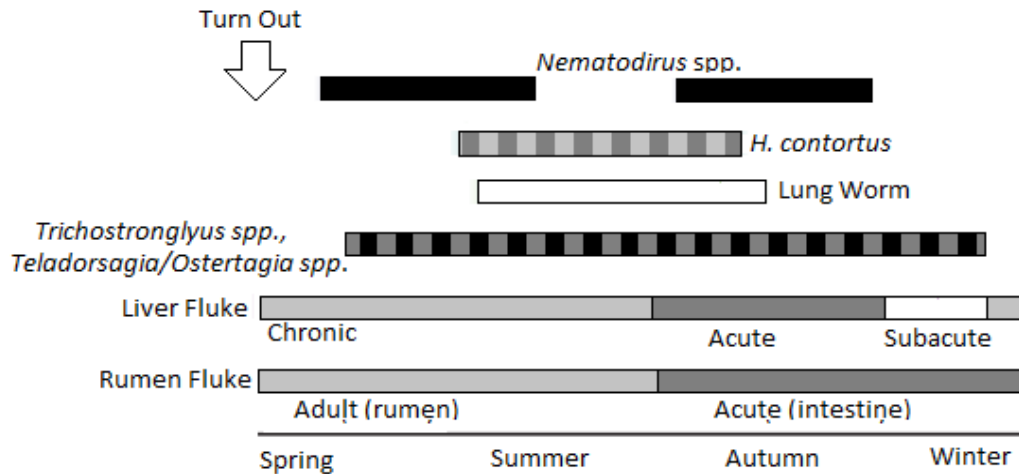 Turn Out
Nematodirus spp.
H. contortus
Lung Worm
Trichostronglyus spp.,
Teladorsagia/Ostertagia spp.
Liver Fluke
Chronic
Acute
Subacute
Rumen Fluke
Adult (rumen)
Acute (intestine)
Spring
Summer
Autumn
Winter